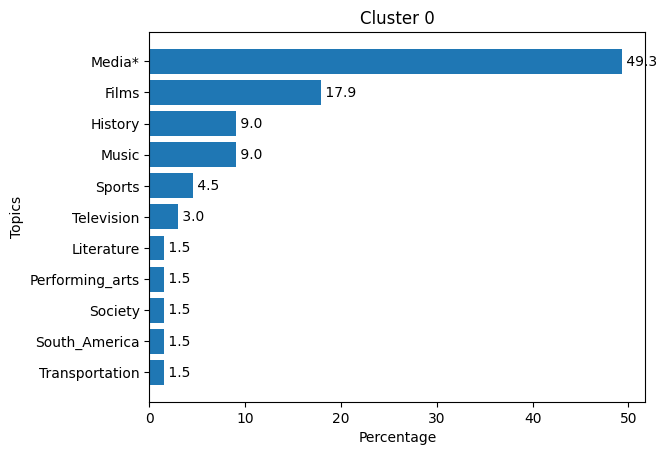 Cluster 0
Topics
Media* 49.3
Films 17.9
History 9.0
Music 9.0
Sports 4.5
Television 3.0
Literature 1.5
Performing_arts 1.5
Society 1.5
South_America 1.5
Transportation 1.5
0 10 20 30 40 50
Percentage